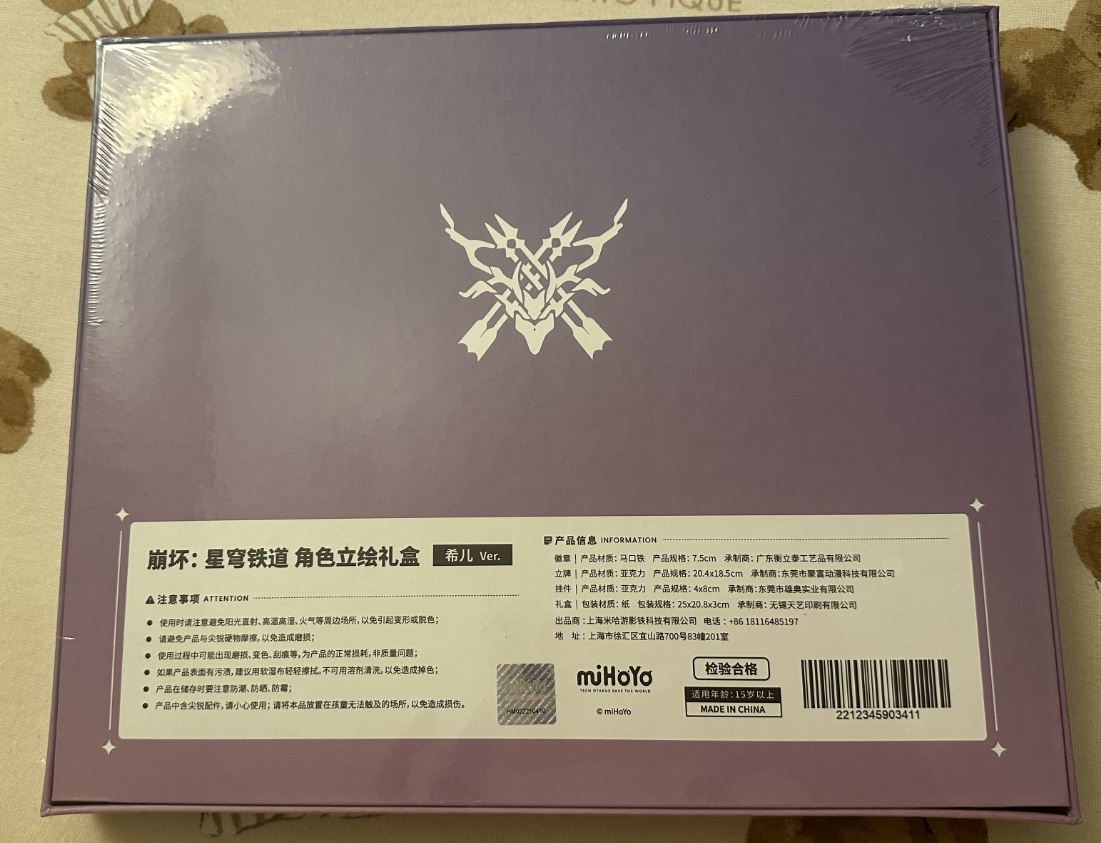 崩坏：星穹铁道 角色立绘礼盒 希儿 Ver.
注意事项 ATTENTION
● 使用时请注意避免阳光直射、高温高湿、火气等周边场所，以免引起变形或脱色；
● 请避免产品与尖锐硬物摩擦，以免造成磨损；
● 使用过程中可能出现磨损、变色、刮痕等，为产品的正常损耗，非质量问题；
● 如果产品表面有污渍，建议用软湿布轻轻擦拭。不可用溶剂清洗，以免造成掉色；
● 产品在储存时要注意防潮、防晒、防霉；
● 产品中含尖锐配件，请小心使用；请将本品放置在孩童无法触及的场所，以免造成损伤。
产品信息 INFORMATION
徽章 | 产品材质：马口铁 产品规格：7.5cm 承制商：广东衡立泰工艺品有限公司
立牌 | 产品材质：亚克力 产品规格：20.4x18.5cm 承制商：东莞市聚富动漫科技有限公司
挂件 | 产品材质：亚克力 产品规格：4x8cm 承制商：东莞市雄奥实业有限公司
礼盒 | 包装材质：纸 包装规格：25x20.8x3cm 承制商：无锡天艺印刷有限公司
出品商：上海米哈游影铁科技有限公司 电话：+86 18116485197
地 址：上海市徐汇区宜山路700号83幢201室
HM022210410
miHoYo
TECH OTAKUS SAVE THE WORLD
© miHoYo
检验合格
适用年龄：15岁以上
MADE IN CHINA
2212345903411